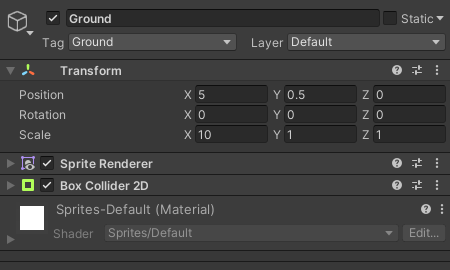 Ground Static
Tag Ground Layer Default
Transform
Position X 5 Y 0.5 Z 0
Rotation X 0 Y 0 Z 0
Scale X 10 Y 1 Z 1
Sprite Renderer
Box Collider 2D
Sprites-Default (Material)
Shader Sprites/Default Edit...